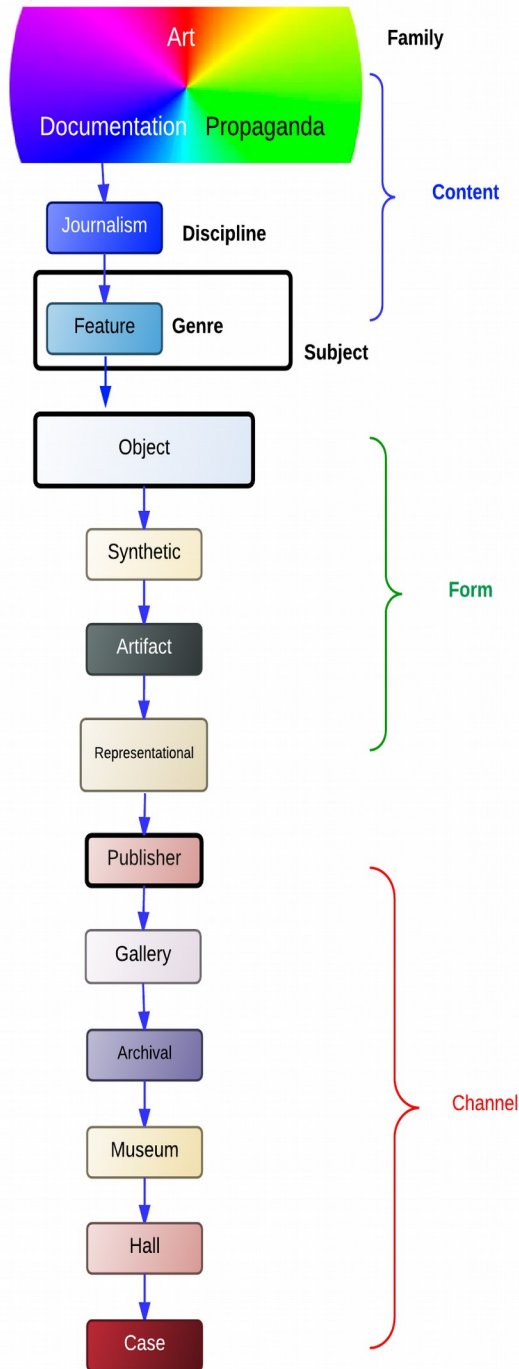 Art
Family
Documentation Propaganda
Content
Journalism
Discipline
Feature
Genre
Subject
Object
Synthetic
Form
Artifact
Representational
Publisher
Gallery
Archival
Channel
Museum
Hall
Case